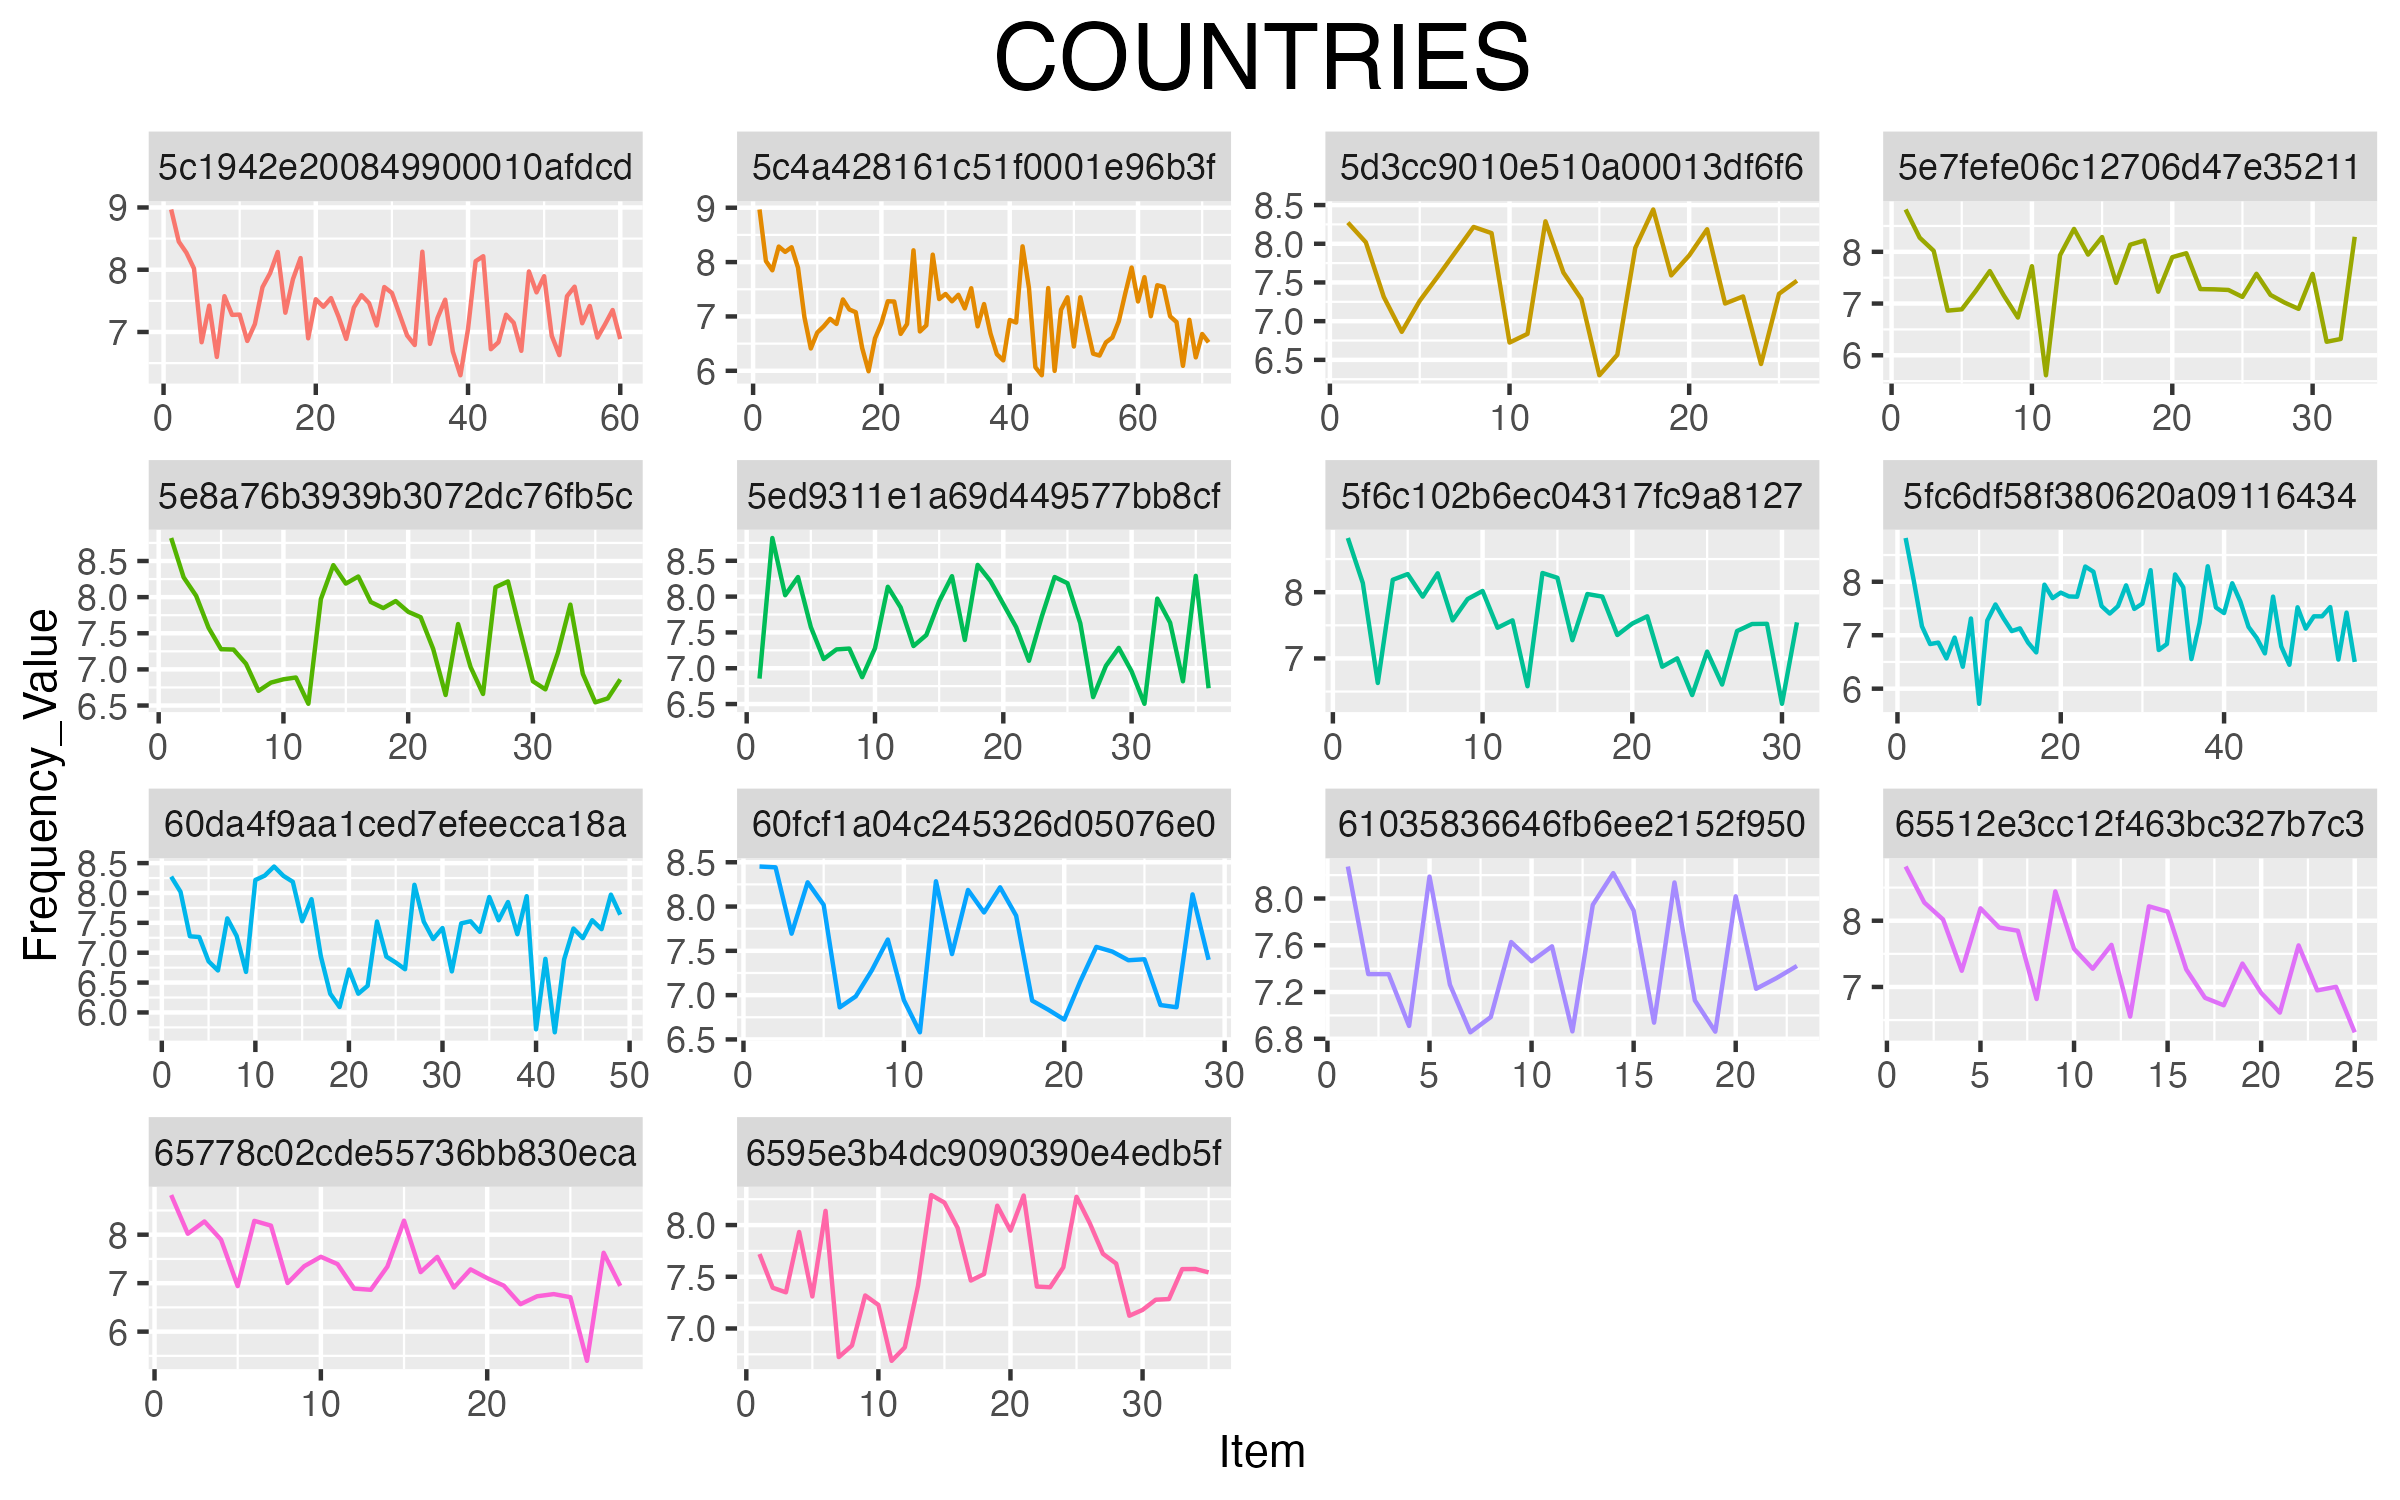 COUNTRIES
5c1942e200849900010afdcd 5c4a428161c51f0001e96b3f 5d3cc9010e510a00013df6f6 5e7fefe06c12706d47e35211
9 8 7
0 20 40 60
9 8 7 6
0 20 40 60
8.5 8.0 7.5 7.0 6.5
0 10 20
8 7 6
0 10 20 30
5e8a76b3939b3072dc76fb5c 5ed9311e1a69d449577bb8cf 5f6c102b6ec04317fc9a8127 5fc6df58f380620a09116434
8.5 8.0 7.5 7.0 6.5
0 10 20 30
8.5 8.0 7.5 7.0 6.5
0 10 20 30
8 7
0 10 20 30
8 7 6
0 20 40
60da4f9aa1ced7efeecca18a 60fcf1a04c245326d05076e0 61035836646fb6ee2152f950 65512e3cc12f463bc327b7c3
8.5 8.0 7.5 7.0 6.5 6.0
0 10 20 30 40 50
8.5 8.0 7.5 7.0 6.5
0 10 20 30
8.0 7.6 7.2 6.8
0 5 10 15 20
8 7
0 5 10 15 20 25
65778c02cde55736bb830eca 6595e3b4dc9090390e4edb5f
8 7 6
0 10 20
8.0 7.5 7.0
0 10 20 30
Frequency_Value
Item